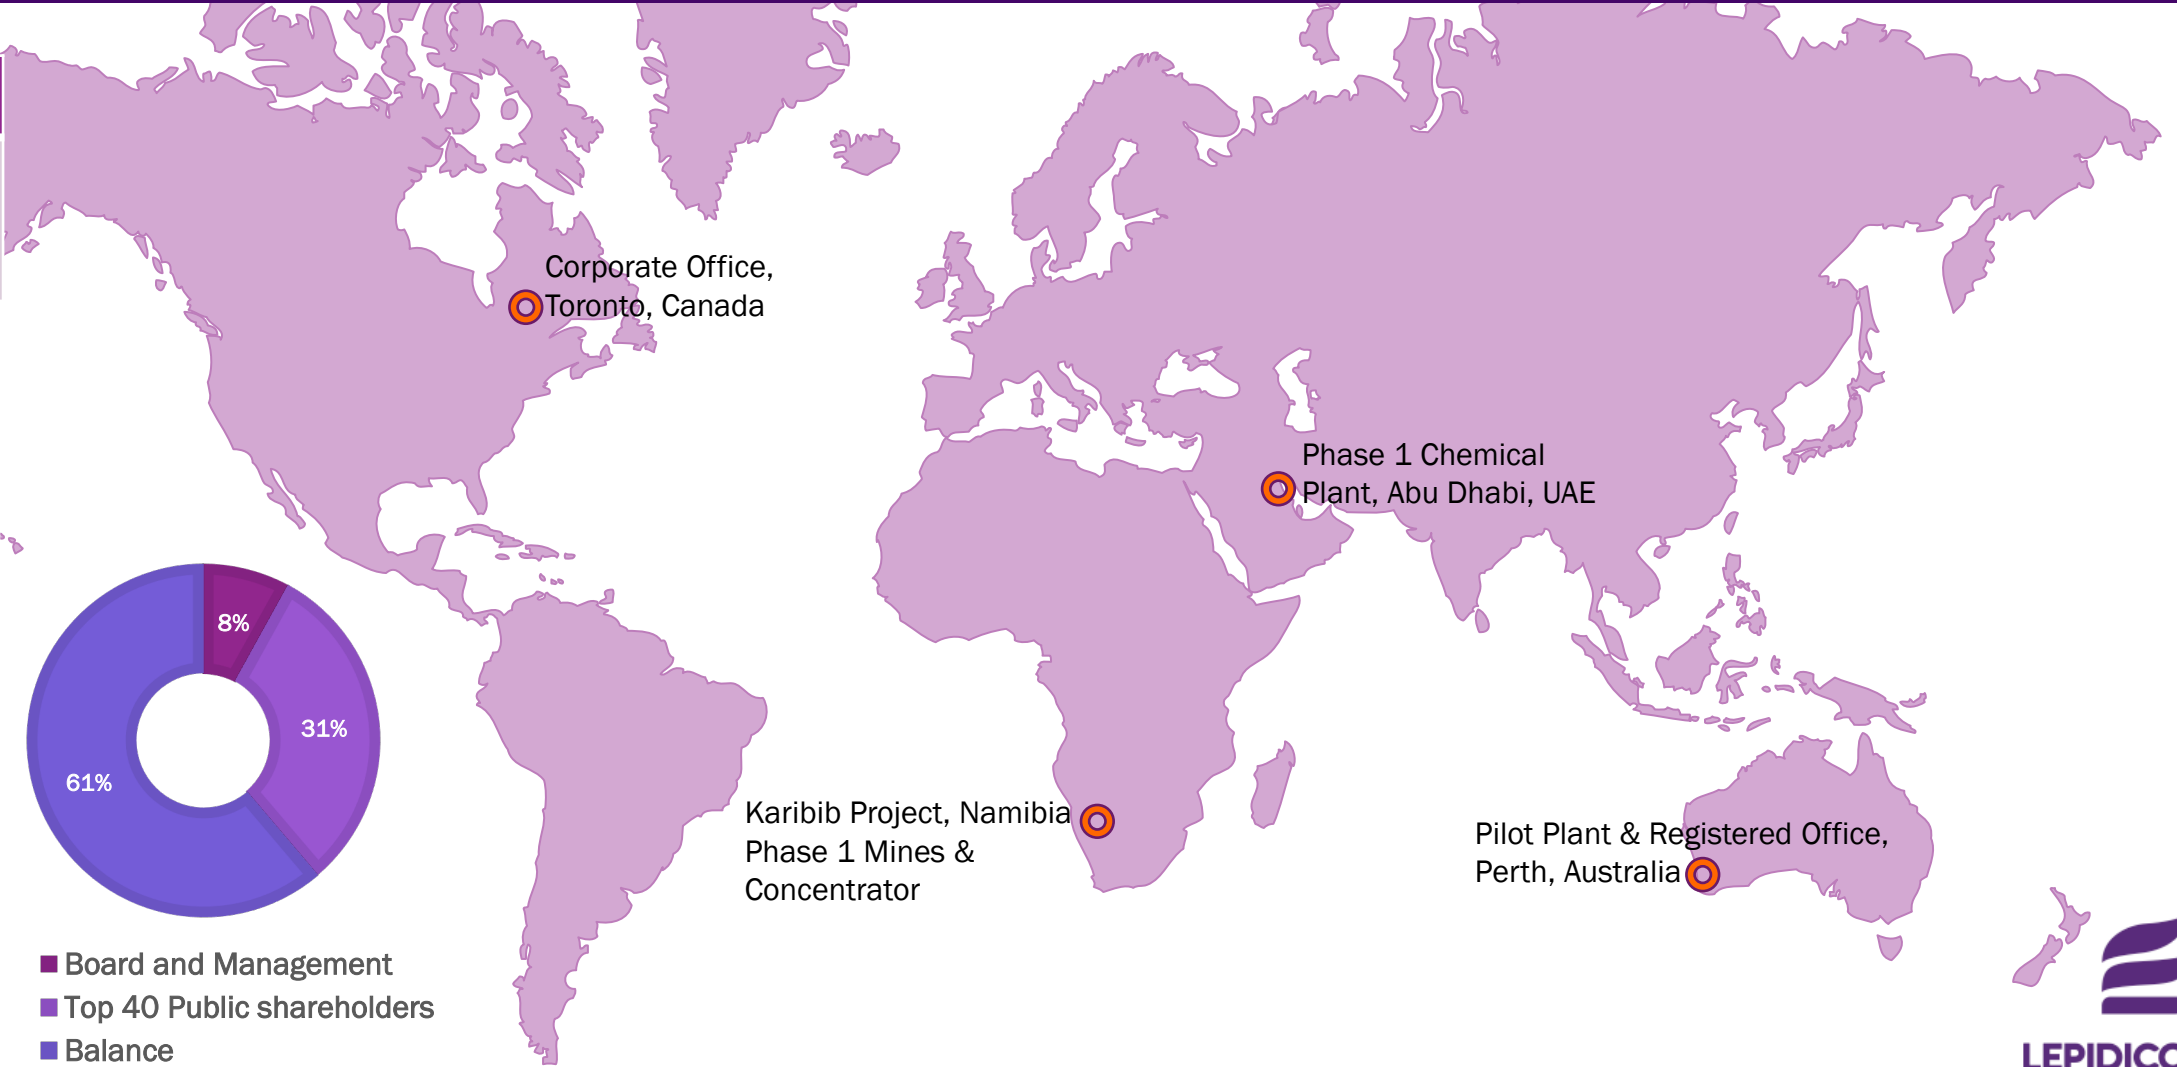 Corporate Office,
Toronto, Canada
Phase 1 Chemical
Plant, Abu Dhabi, UAE
Karibib Project, Namibia
Phase 1 Mines &
Concentrator
Pilot Plant & Registered Office,
Perth, Australia
8%
31%
61%
Board and Management
Top 40 Public shareholders
Balance